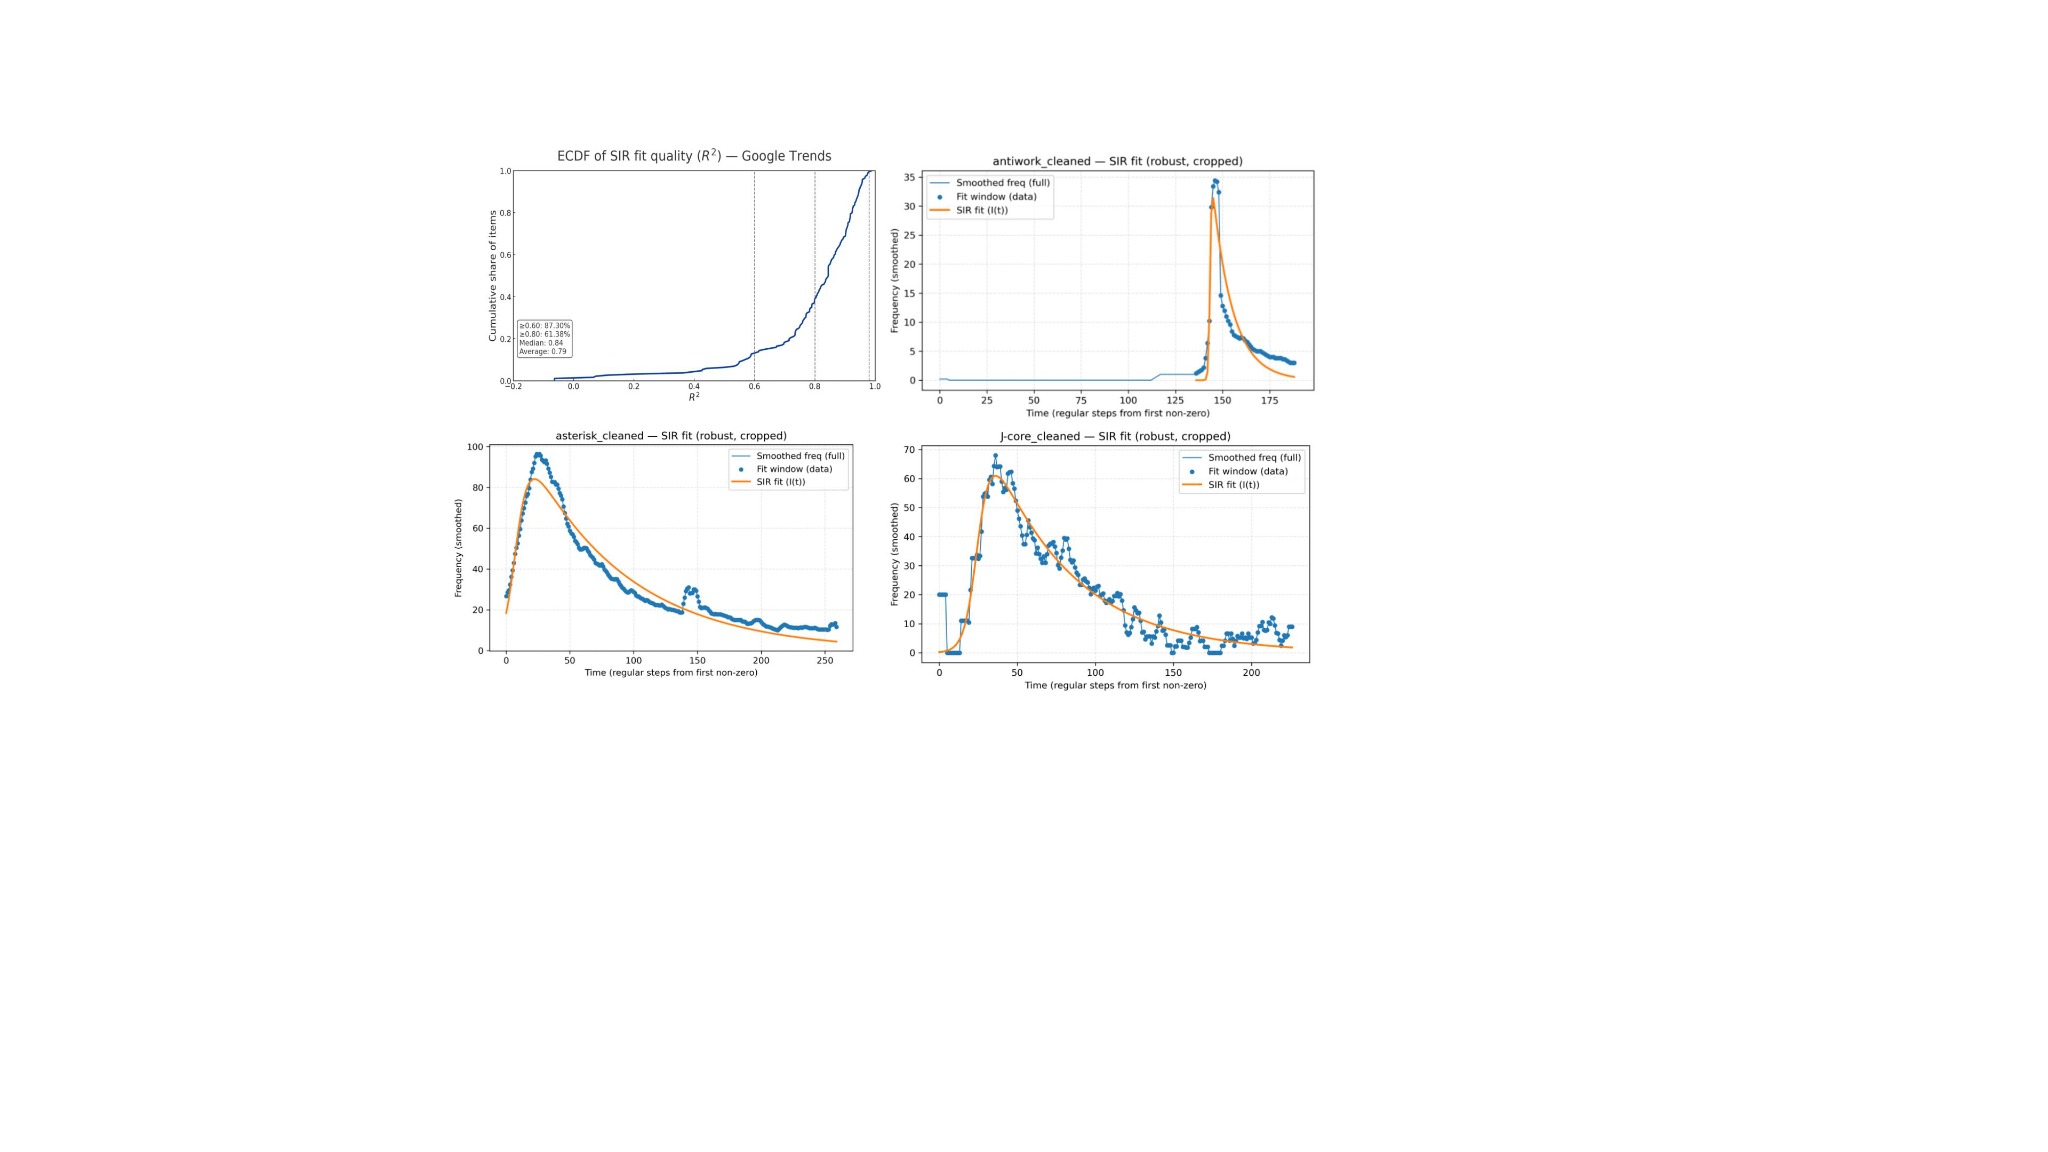 ECDF of SIR fit quality (R²) — Google Trends
Cumulative share of items
1.0
0.8
0.6
0.4
0.2
0.0
≥0.60: 87.30%
≥0.80: 61.38%
Median: 0.84
Average: 0.79
−0.2 0.0 0.2 0.4 0.6 0.8 1.0
R²
antiwork_cleaned — SIR fit (robust, cropped)
Frequency (smoothed)
35
30
25
20
15
10
5
0
Smoothed freq (full)
Fit window (data)
SIR fit (I(t))
0 25 50 75 100 125 150 175
Time (regular steps from first non-zero)
asterisk_cleaned — SIR fit (robust, cropped)
Frequency (smoothed)
100
80
60
40
20
0
Smoothed freq (full)
Fit window (data)
SIR fit (I(t))
0 50 100 150 200 250
Time (regular steps from first non-zero)
J-core_cleaned — SIR fit (robust, cropped)
Frequency (smoothed)
70
60
50
40
30
20
10
0
Smoothed freq (full)
Fit window (data)
SIR fit (I(t))
0 50 100 150 200
Time (regular steps from first non-zero)